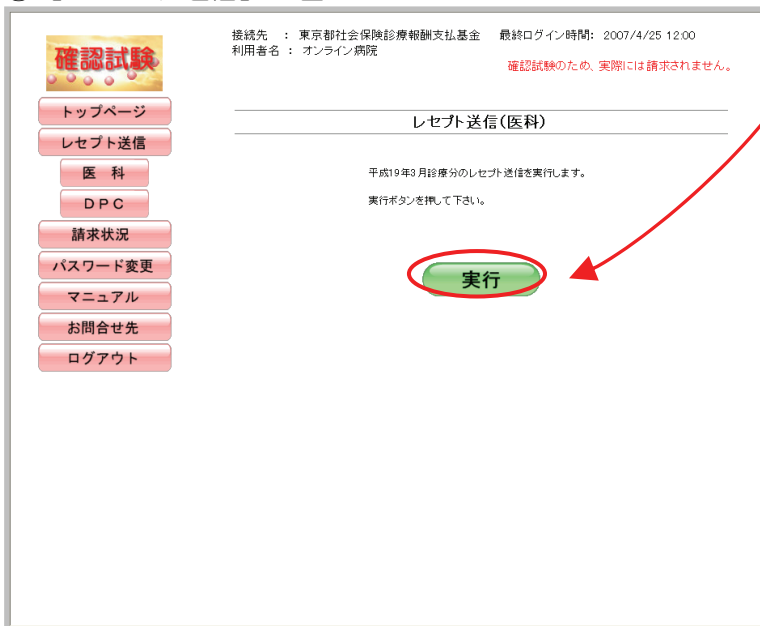 接続先 : 東京都社会保険診療報酬支払基金 最終ログイン時間: 2007/4/25 12:00
利用者名 : オンライン病院
確認試験のため、実際には請求されません。
確認試験
トップページ
レセプト送信
医 科
DPC
請求状況
パスワード変更
マニュアル
お問合せ先
ログアウト
レセプト送信(医科)
平成19年3月診療分のレセプト送信を実行します。
実行ボタンを押して下さい。
実行